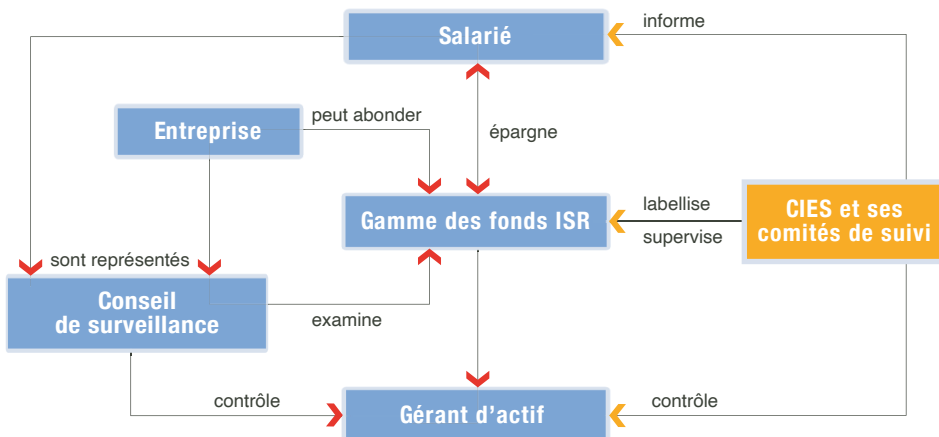 informe
Salarié
peut abonder
Entreprise
épargne
labellise
Gamme des fonds ISR
CIES et ses
comités de suivi
supervise
sont représentés
Conseil
de surveillance
examine
contrôle
Gérant d’actif
contrôle